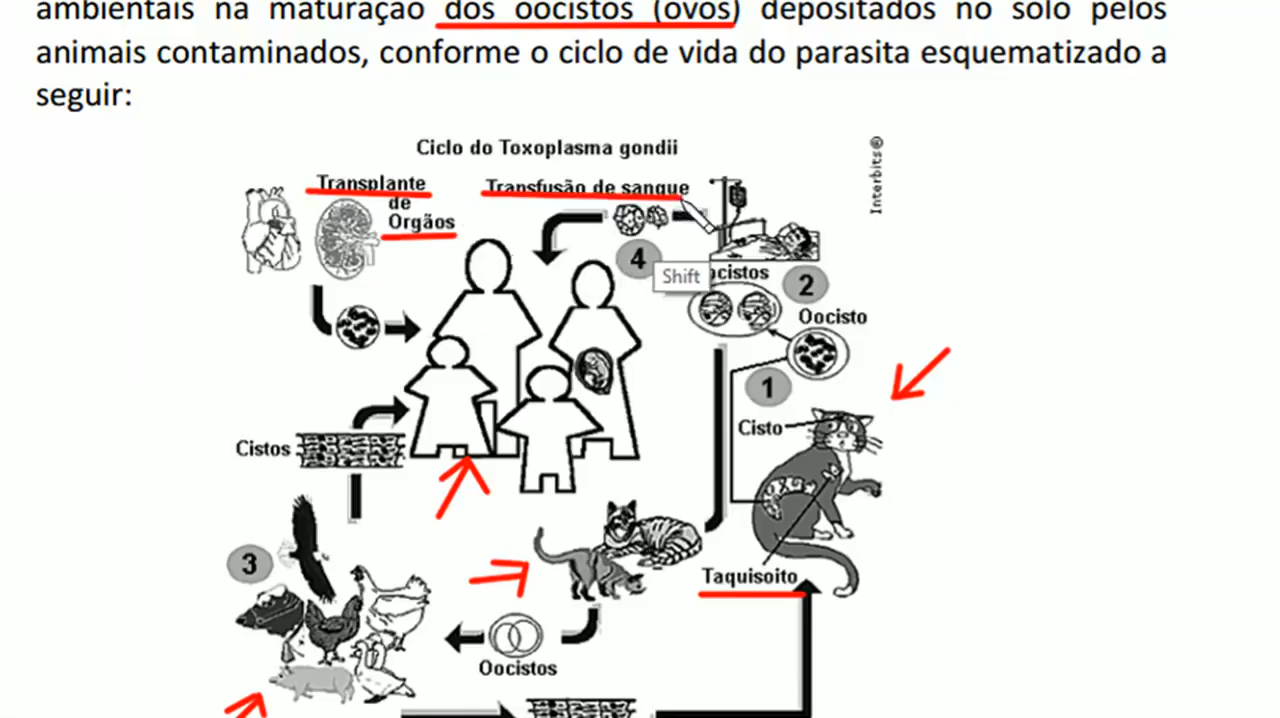 ambientais na maturação dos oocistos (ovos) depositados no solo pelos
animais contaminados, conforme o ciclo de vida do parasita esquematizado a
seguir:
Ciclo do Toxoplasma gondii
Interbits®
Transplante
de
Orgãos
Transfusão de sangue
4
Shift
2
Oocisto
1
Cisto
Cistos
3
Taquisoito
Oocistos